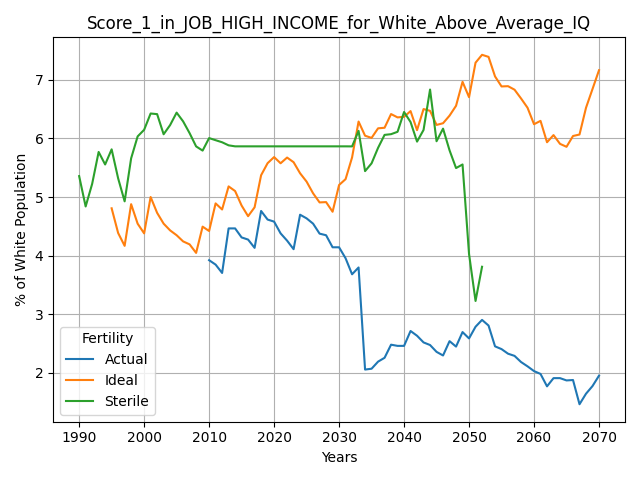 Score_1_in_JOB_HIGH_INCOME_for_White_Above_Average_IQ
% of White Population
7
6
5
4
3
2
Fertility
Actual
Ideal
Sterile
1990 2000 2010 2020 2030 2040 2050 2060 2070
Years